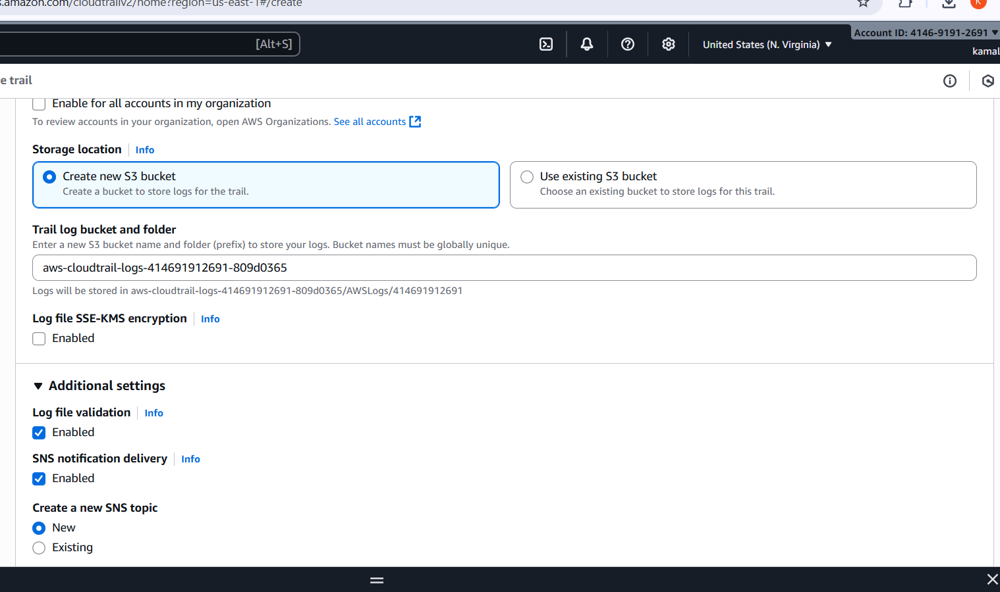 s.amazon.com/cloudtrailv2/home?region=us-east-1#/create
K
[Alt+S]
United States (N. Virginia)
Account ID: 4146-9191-2691
kamal
e trail
Enable for all accounts in my organization
To review accounts in your organization, open AWS Organizations. See all accounts
Storage location Info
Create new S3 bucket
Create a bucket to store logs for the trail.
Use existing S3 bucket
Choose an existing bucket to store logs for this trail.
Trail log bucket and folder
Enter a new S3 bucket name and folder (prefix) to store your logs. Bucket names must be globally unique.
aws-cloudtrail-logs-414691912691-809d0365
Logs will be stored in aws-cloudtrail-logs-414691912691-809d0365/AWSLogs/414691912691
Log file SSE-KMS encryption Info
Enabled
Additional settings
Log file validation Info
Enabled
SNS notification delivery Info
Enabled
Create a new SNS topic
New
Existing